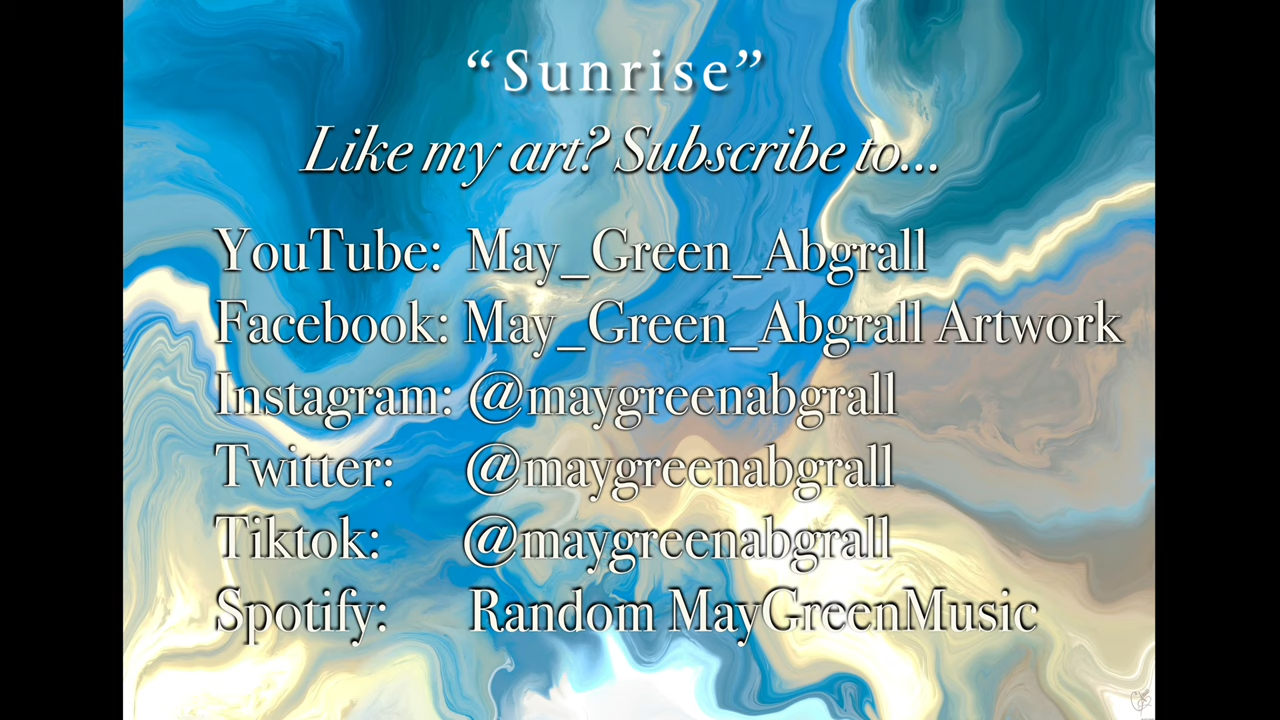 “Sunrise”
Like my art? Subscribe to...
YouTube: May_Green_Abgrall
Facebook: May_Green_Abgrall Artwork
Instagram: @maygreenabgrall
Twitter: @maygreenabgrall
Tiktok: @maygreenabgrall
Spotify: Random MayGreenMusic